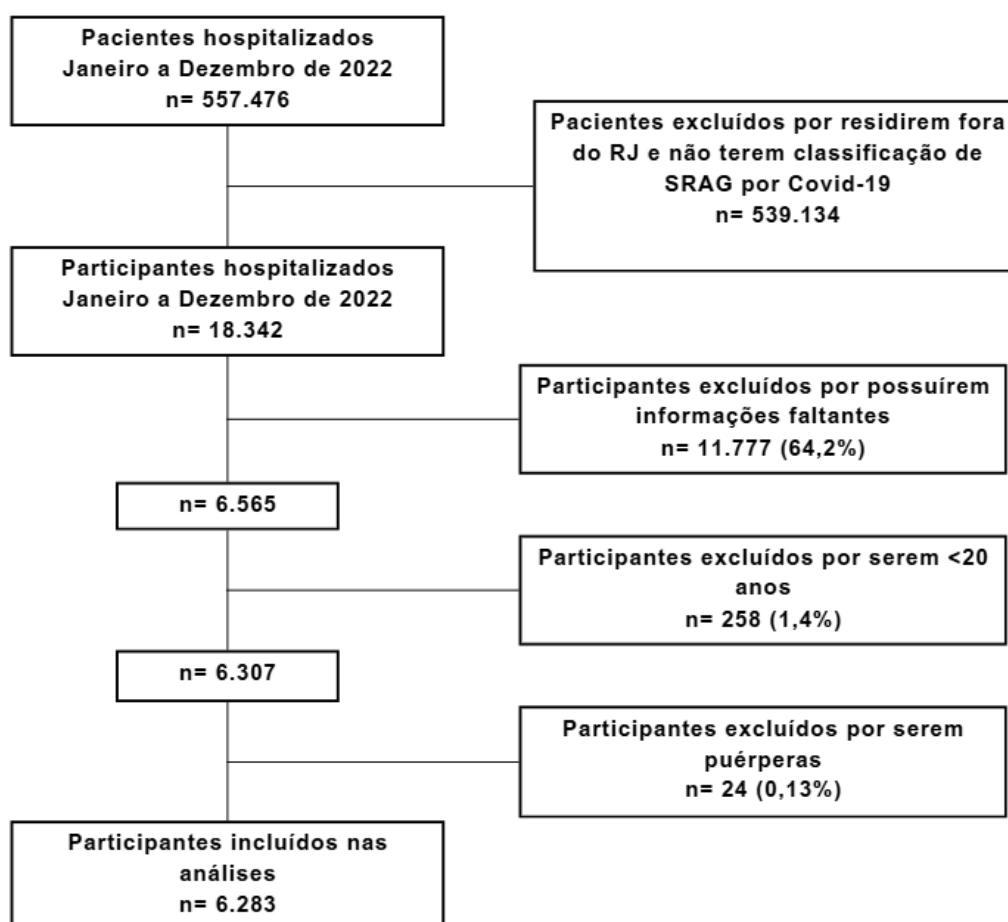 Pacientes hospitalizados
Janeiro a Dezembro de 2022
n= 557.476
Pacientes excluídos por residirem fora
do RJ e não terem classificação de
SRAG por Covid-19
n= 539.134
Participantes hospitalizados
Janeiro a Dezembro de 2022
n= 18.342
Participantes excluídos por possuírem
informações faltantes
n= 11.777 (64,2%)
n= 6.565
Participantes excluídos por serem <20
anos
n= 258 (1,4%)
n= 6.307
Participantes excluídos por serem
puérperas
n= 24 (0,13%)
Participantes incluídos nas
análises
n= 6.283